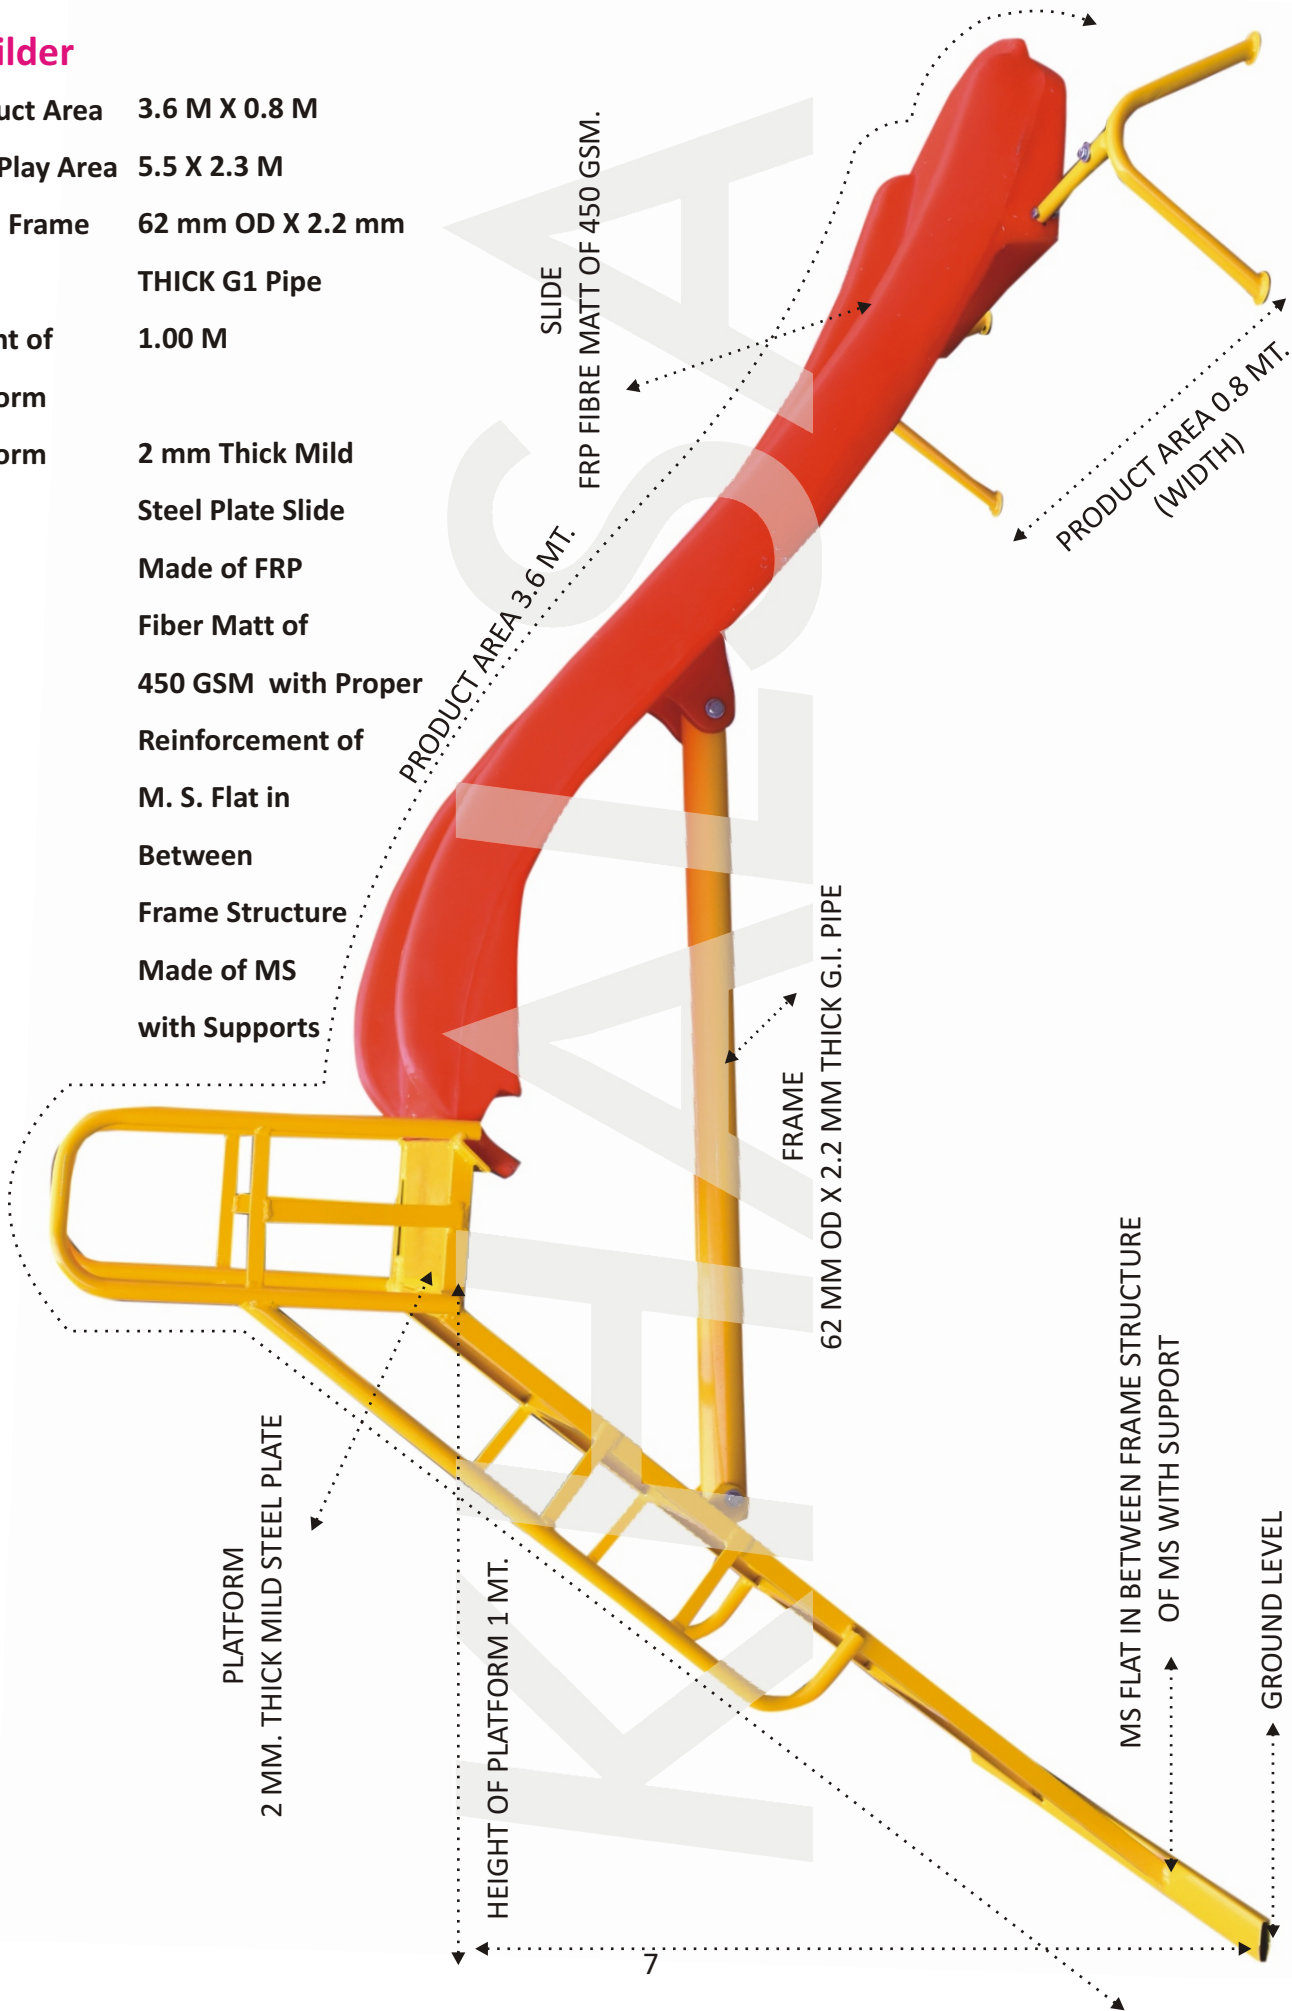 ilder
uct Area 3.6 M X 0.8 M
Play Area 5.5 X 2.3 M
Frame 62 mm OD X 2.2 mm
THICK G1 Pipe
nt of 1.00 M
orm
orm 2 mm Thick Mild
Steel Plate Slide
Made of FRP
Fiber Matt of
450 GSM with Proper
Reinforcement of
M. S. Flat in
Between
Frame Structure
Made of MS
with Supports
SLIDE
FRP FIBRE MATT OF 450 GSM.
PRODUCT AREA 3.6 MT.
PRODUCT AREA 0.8 MT.
(WIDTH)
FRAME
62 MM OD X 2.2 MM THICK G.I. PIPE
PLATFORM
2 MM. THICK MILD STEEL PLATE
HEIGHT OF PLATFORM 1 MT.
MS FLAT IN BETWEEN FRAME STRUCTURE
OF MS WITH SUPPORT
GROUND LEVEL
KHALSA
7